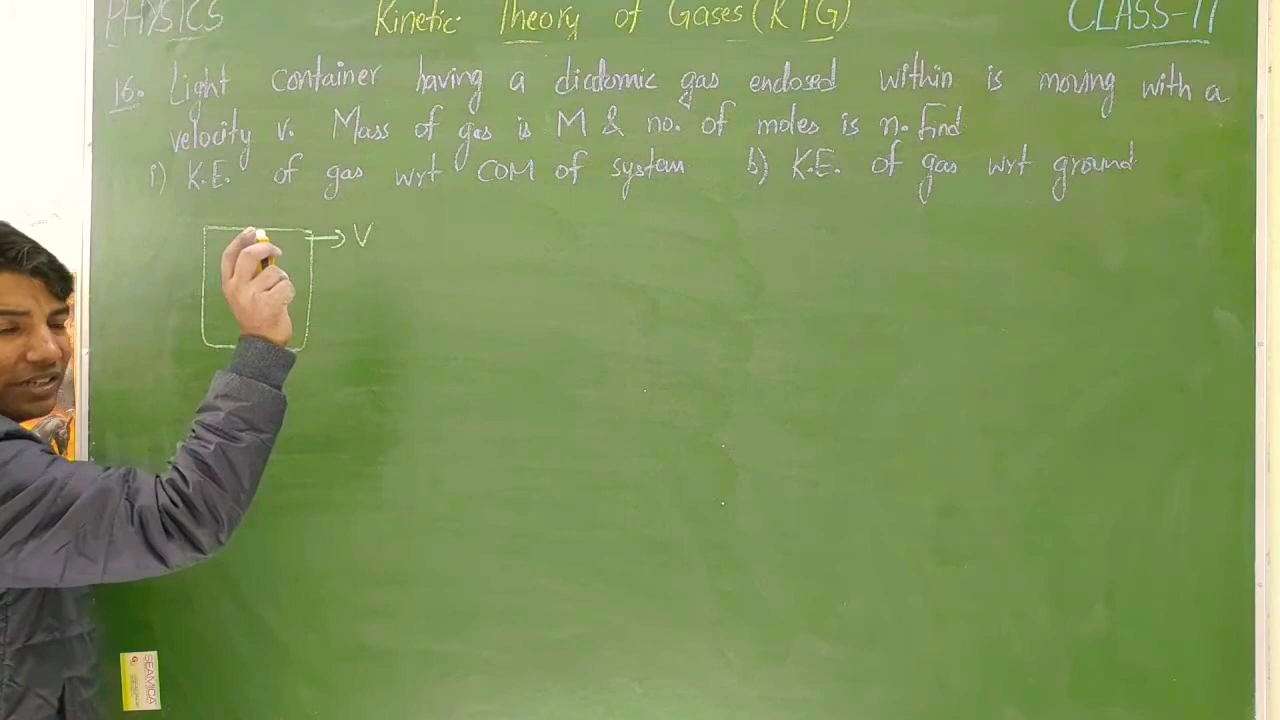 PHYSICS Kinetic Theory of Gases (KTG) CLASS-11
16. Light container having a diatomic gas enclosed within is moving with a
velocity v. Mass of gas is M & no. of moles is n. Find
i) K.E. of gas wrt COM of system b) K.E. of gas wrt ground
→ V
SEAMICA